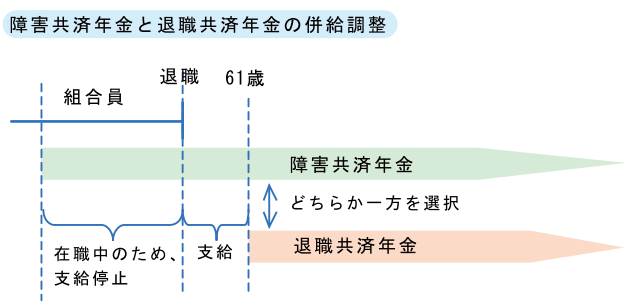 障害共済年金と退職共済年金の併給調整
退職
61歳
組合員
障害共済年金
どちらか一方を選択
在職中のため、
支給停止
支給
退職共済年金